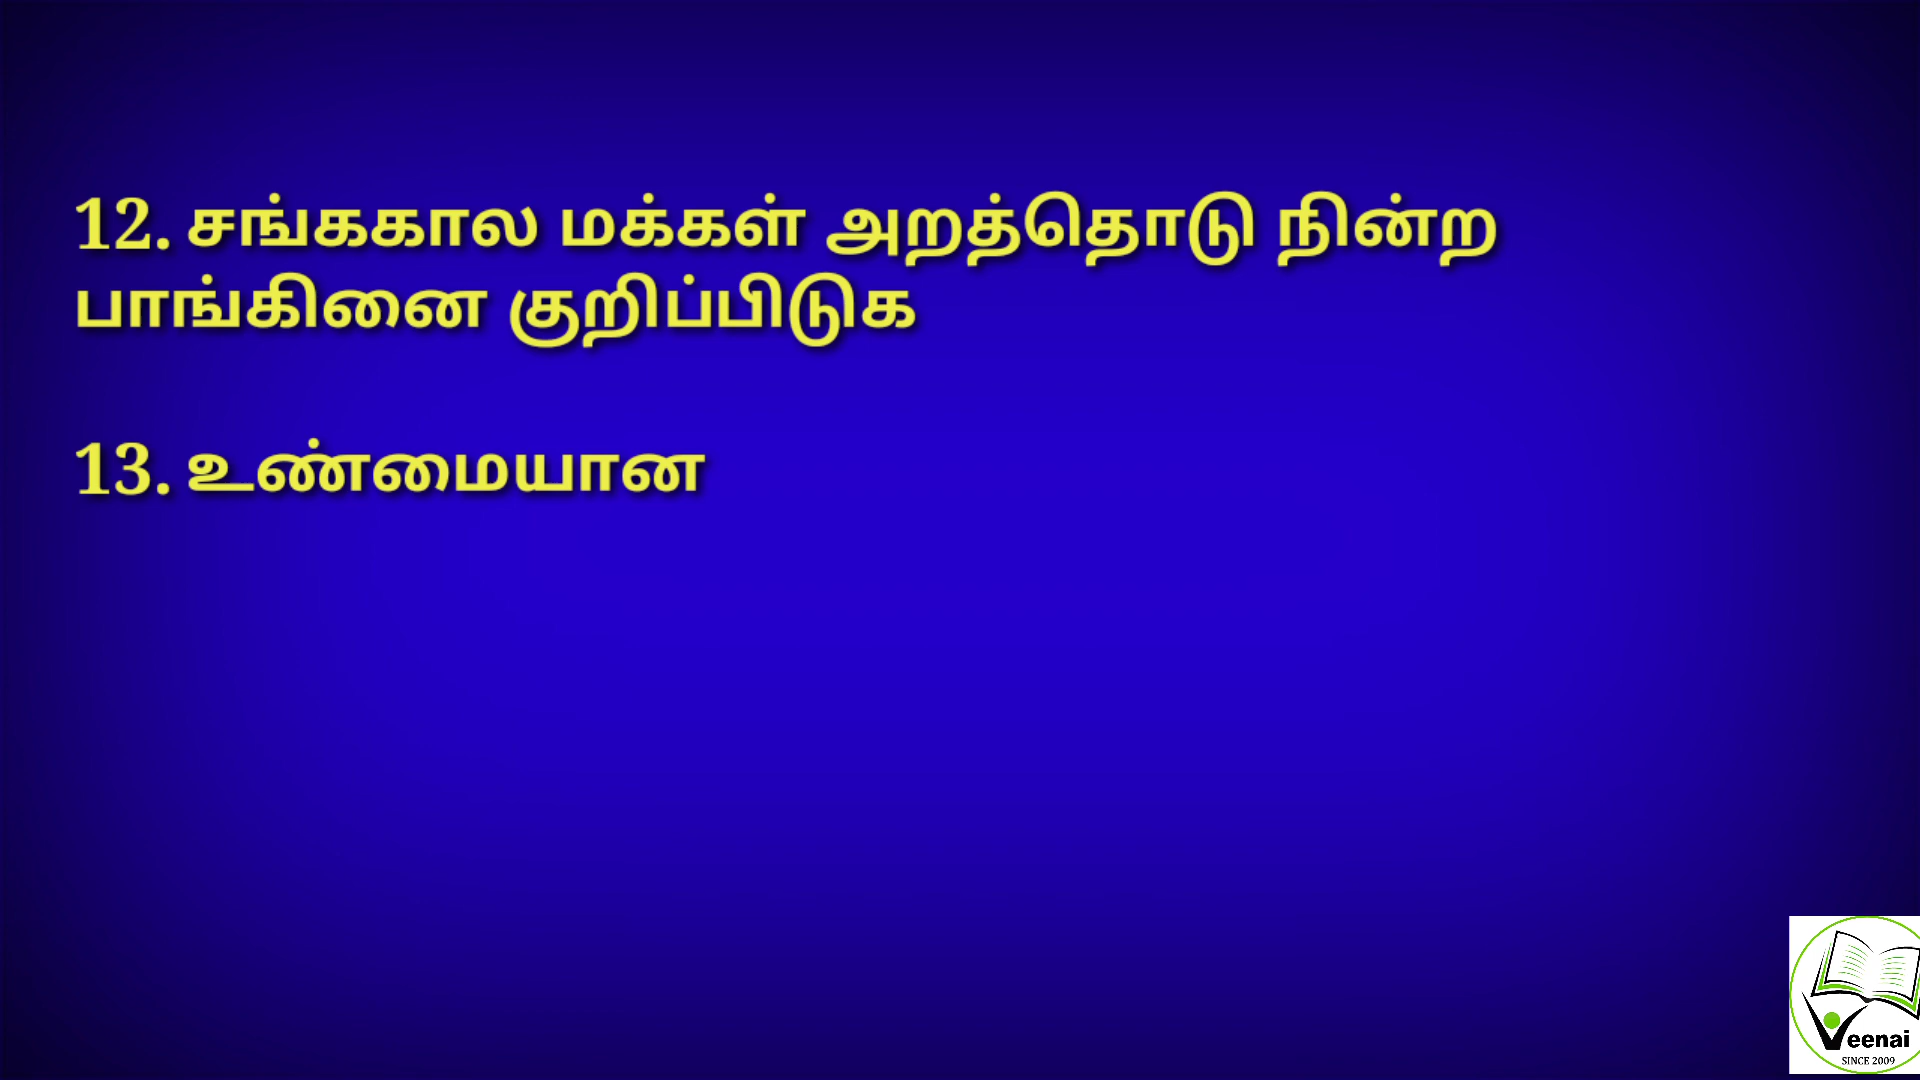 12. சங்ககால மக்கள் அறத்தொடு நின்ற
பாங்கினை குறிப்பிடுக
13. உண்மையான
Veenai
SINCE 2009